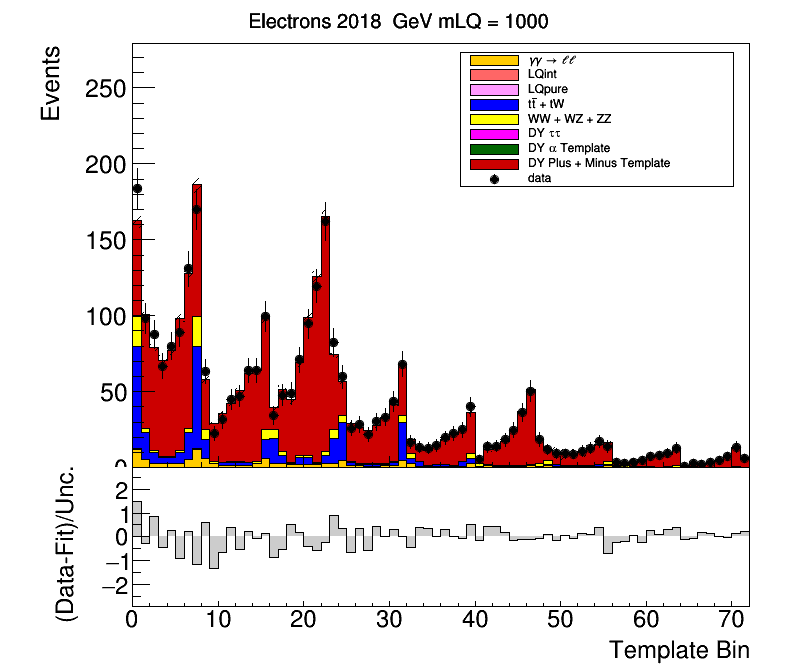 Electrons 2018 GeV mLQ = 1000
Events
250
200
150
100
50
0
γγ → ℓℓ
LQint
LQpure
tt̅ + tW
WW + WZ + ZZ
DY ττ
DY α Template
DY Plus + Minus Template
data
(Data-Fit)/Unc.
2
1
0
−1
−2
0 10 20 30 40 50 60 70
Template Bin